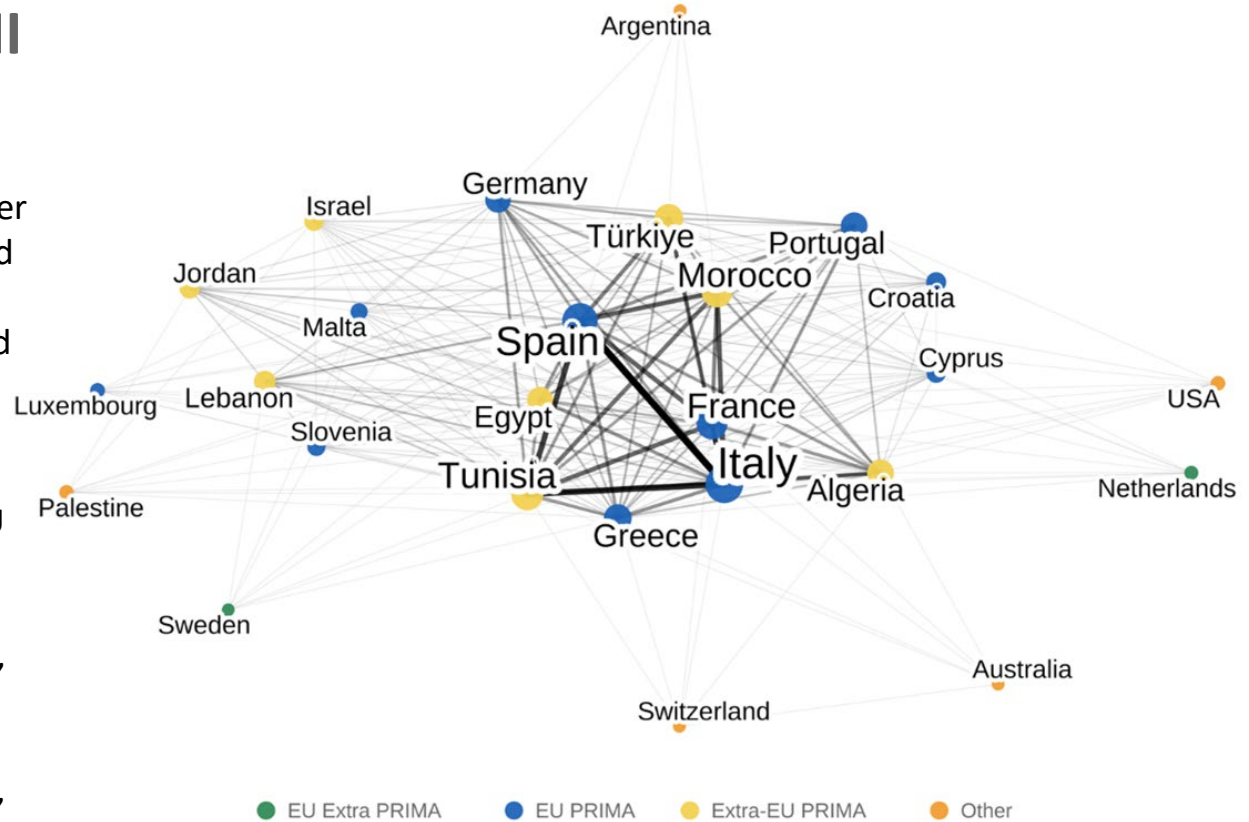 Argentina
Germany
Israel
er
Türkiye
Portugal
d
Jordan
Morocco
Croatia
Malta
Spain
d
Cyprus
Lebanon
USA
Luxembourg
Egypt
France
Slovenia
Italy
Tunisia
Algeria
Netherlands
Palestine
g
Greece
Sweden
,
Australia
Switzerland
,
EU Extra PRIMA
EU PRIMA
Extra-EU PRIMA
Other